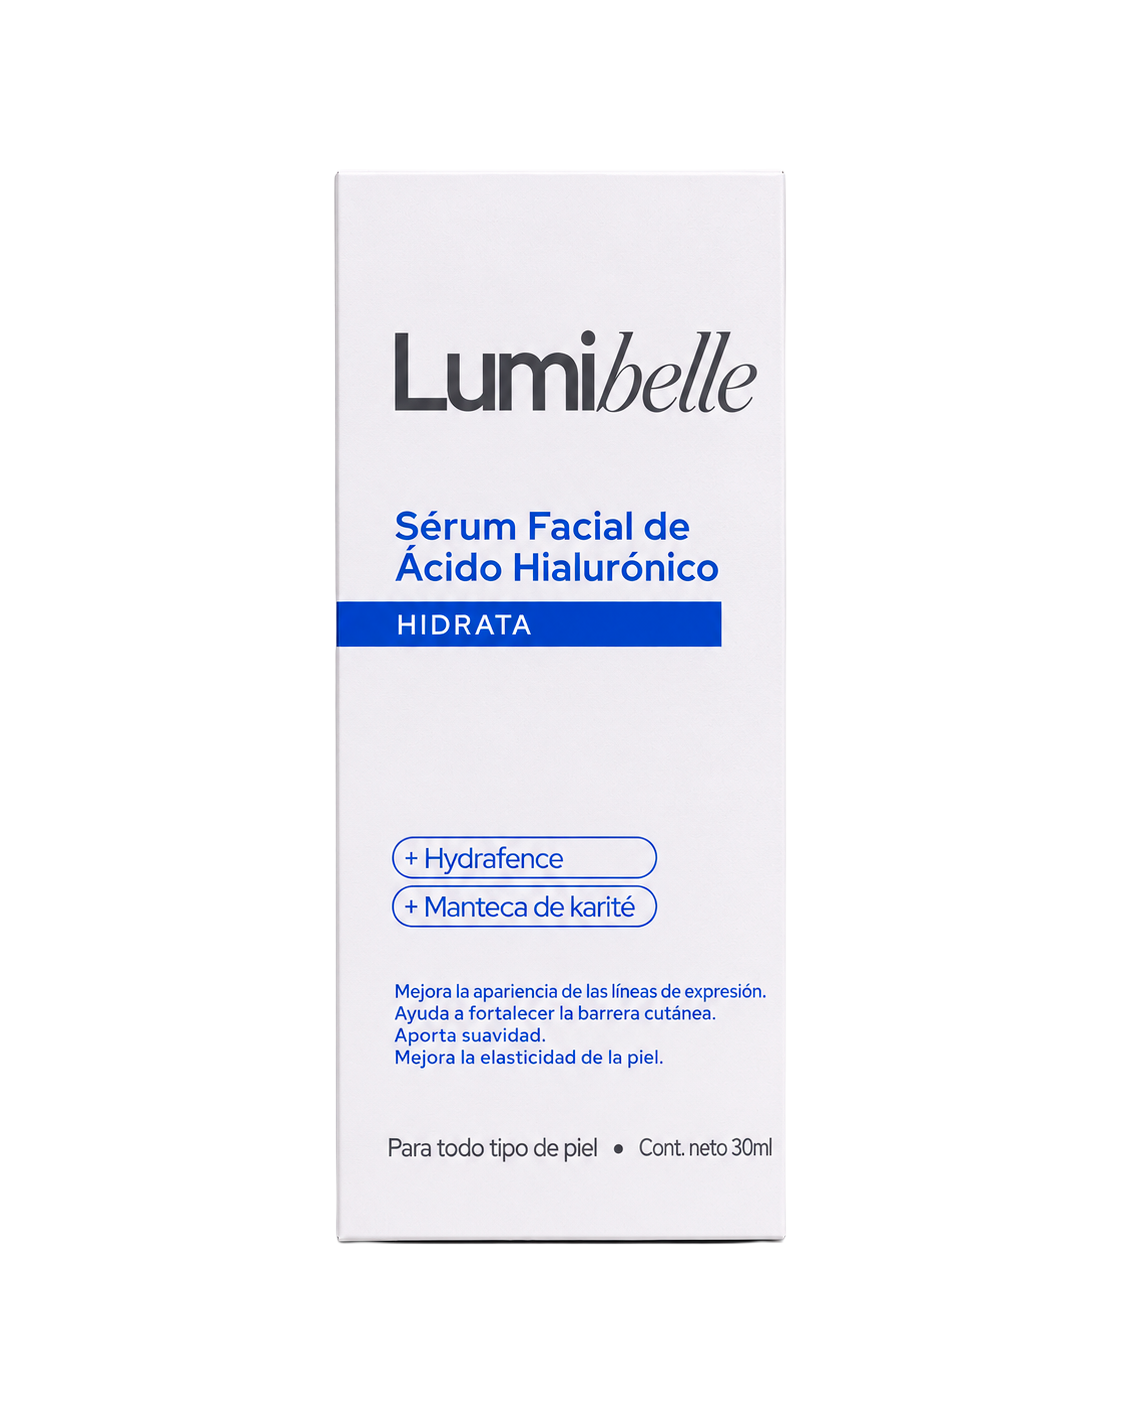 Lumibelle
Sérum Facial de
Ácido Hialurónico
HIDRATA
+ Hydrafence
+ Manteca de karité
Mejora la apariencia de las líneas de expresión.
Ayuda a fortalecer la barrera cutánea.
Aporta suavidad.
Mejora la elasticidad de la piel.
Para todo tipo de piel • Cont. neto 30ml